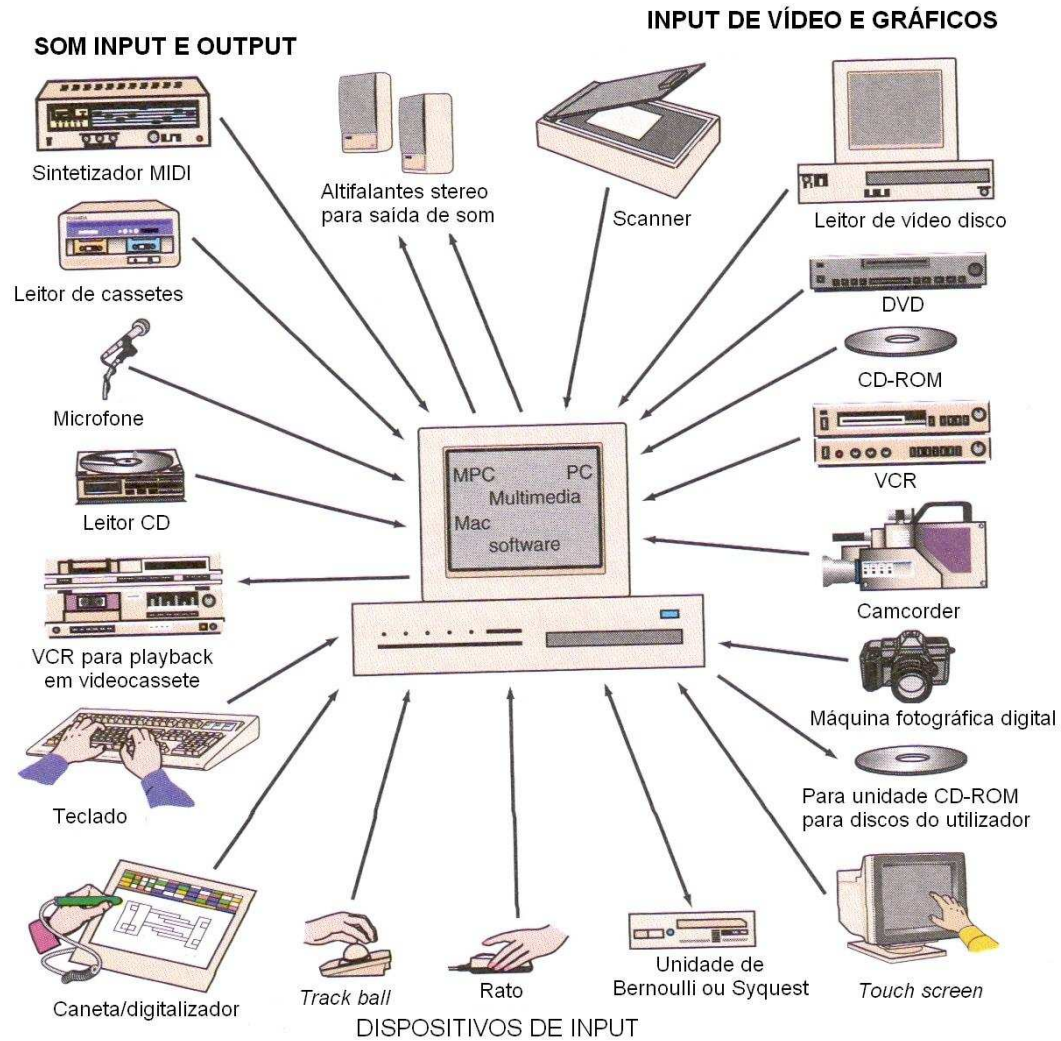 INPUT DE VÍDEO E GRÁFICOS
SOM INPUT E OUTPUT
Sintetizador MIDI
Altifalantes stereo
para saída de som
Scanner
Leitor de vídeo disco
Leitor de cassetes
DVD
CD-ROM
Microfone
VCR
MPC PC
Multimedia
Mac
software
Leitor CD
Camcorder
VCR para playback
em videocassete
Máquina fotográfica digital
Teclado
Para unidade CD-ROM
para discos do utilizador
Caneta/digitalizador
Track ball
Rato
Unidade de
Bernoulli ou Syquest
Touch screen
DISPOSITIVOS DE INPUT